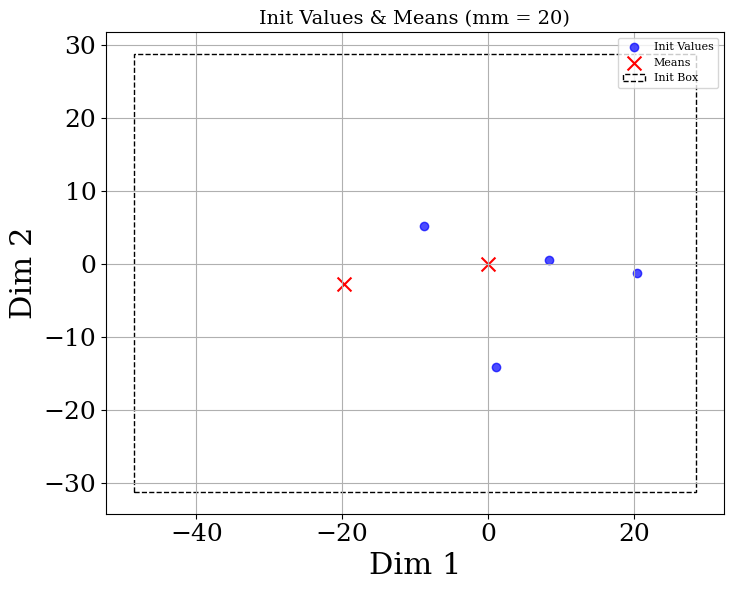 Init Values & Means (mm = 20)
Init Values
Means
Init Box
30
20
10
0
−10
−20
−30
Dim 2
−40
−20
0
20
Dim 1